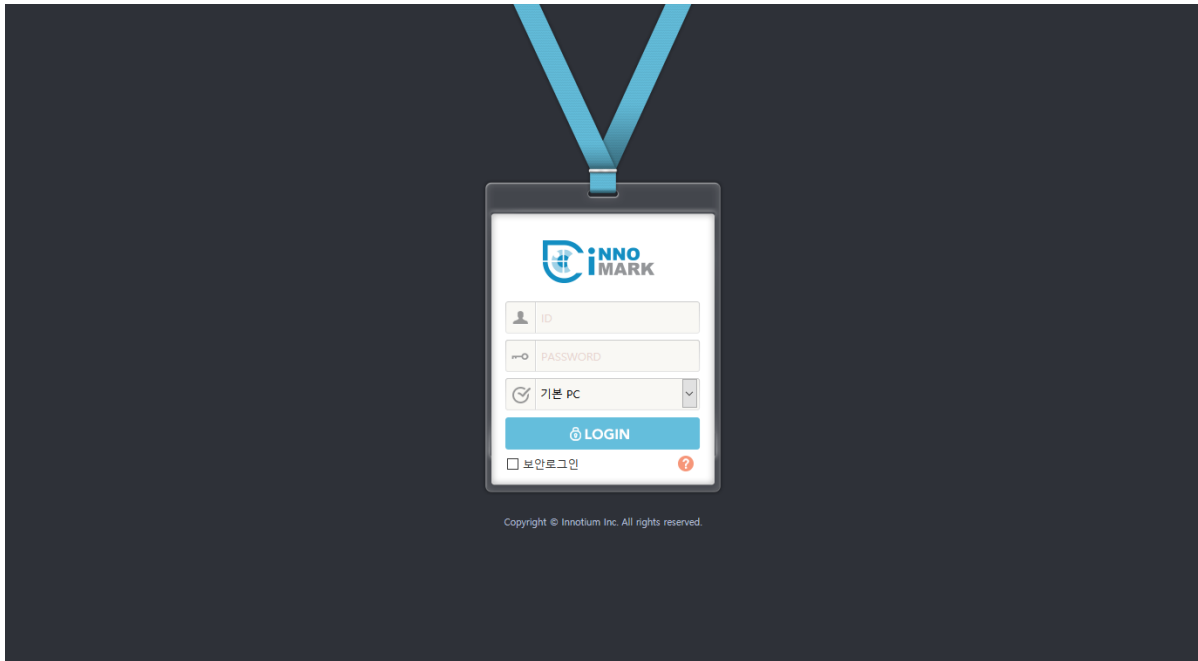 iNNO
MARK
ID
PASSWORD
기본 PC
LOGIN
보안로그인
?
Copyright © Innotium Inc. All rights reserved.